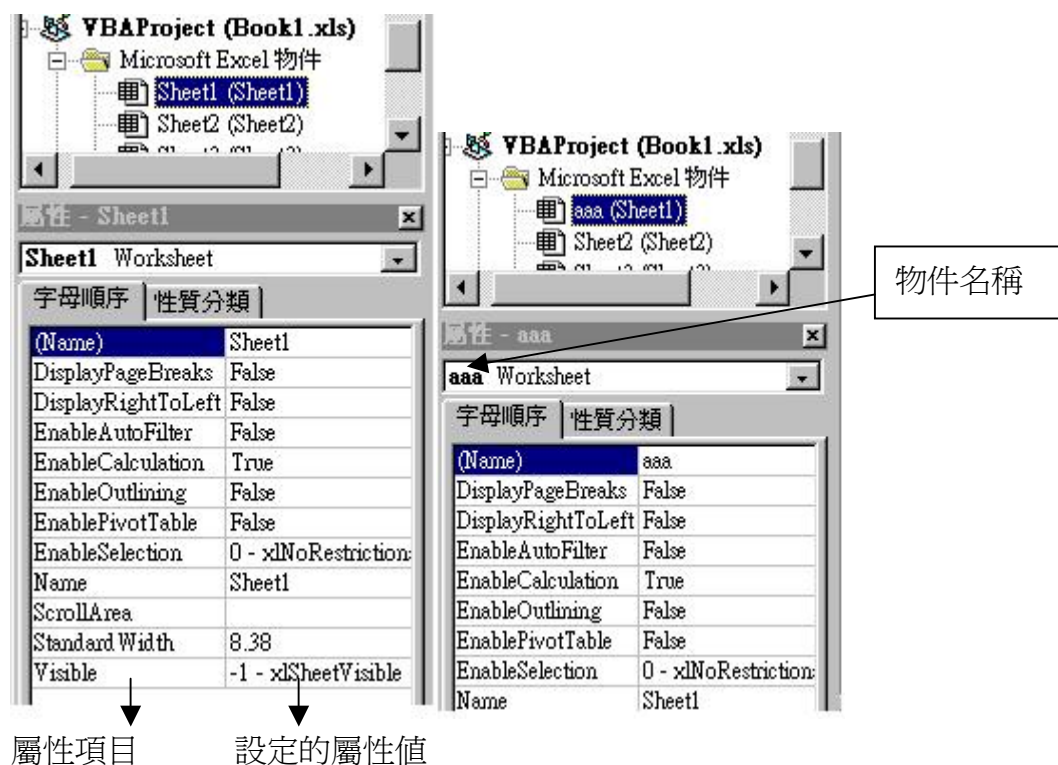 VBAProject (Book1.xls)
Microsoft Excel 物件
Sheet1 (Sheet1)
Sheet2 (Sheet2)
屬性 - Sheet1
Sheet1 Worksheet
字母順序 性質分類
(Name) Sheet1
DisplayPageBreaks False
DisplayRightToLeft False
EnableAutoFilter False
EnableCalculation True
EnableOutlining False
EnablePivotTable False
EnableSelection 0 - xlNoRestrictions
Name Sheet1
ScrollArea
StandardWidth 8.38
Visible -1 - xlSheetVisible
屬性項目 設定的屬性值
VBAProject (Book1.xls)
Microsoft Excel 物件
aaa (Sheet1)
Sheet2 (Sheet2)
屬性 - aaa
aaa Worksheet
字母順序 性質分類
(Name) aaa
DisplayPageBreaks False
DisplayRightToLeft False
EnableAutoFilter False
EnableCalculation True
EnableOutlining False
EnablePivotTable False
EnableSelection 0 - xlNoRestrictions
Name Sheet1
物件名稱